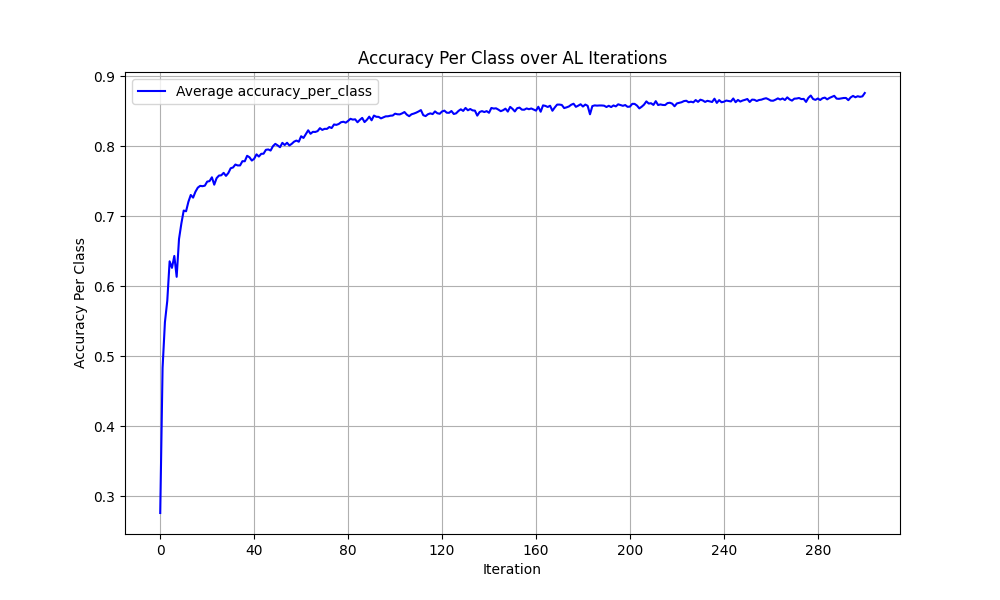 Accuracy Per Class over AL Iterations
Average accuracy_per_class
Accuracy Per Class
0.9
0.8
0.7
0.6
0.5
0.4
0.3
0 40 80 120 160 200 240 280
Iteration